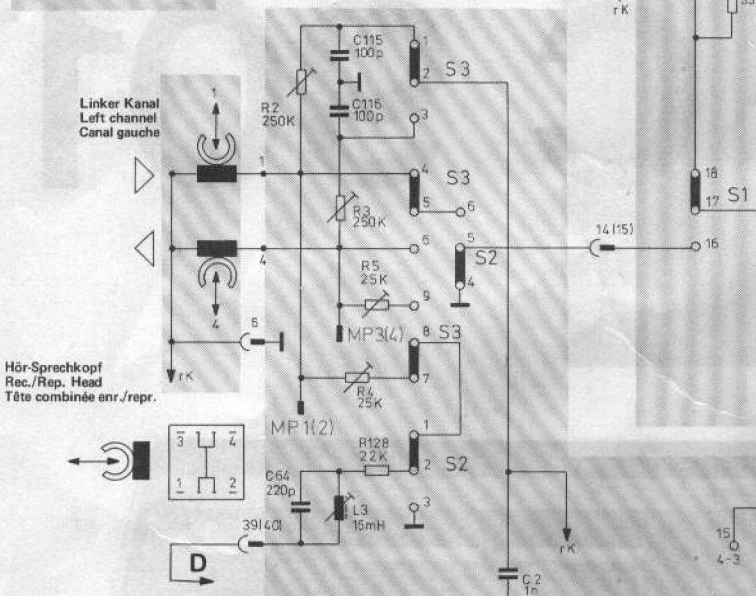 rK
33
C115
100p
1
2
S3
R2
250K
C116
100p
3
Linker Kanal
Left channel
Canal gauche
1
1
4
S3
5
6
R3
250K
18
17
S1
16
14(15)
4
4
6
5
S2
4
R5
25K
9
MP3(4)
8
S3
7
5
rK
Hör-Sprechkopf
Rec./Rep. Head
Tête combinée enr./repr.
R4
25K
MP1(2)
3 4
1 2
R128
22K
1
2
S2
3
C64
220p
L3
15mH
39(40)
D
rK
15
4-3
C2
1n